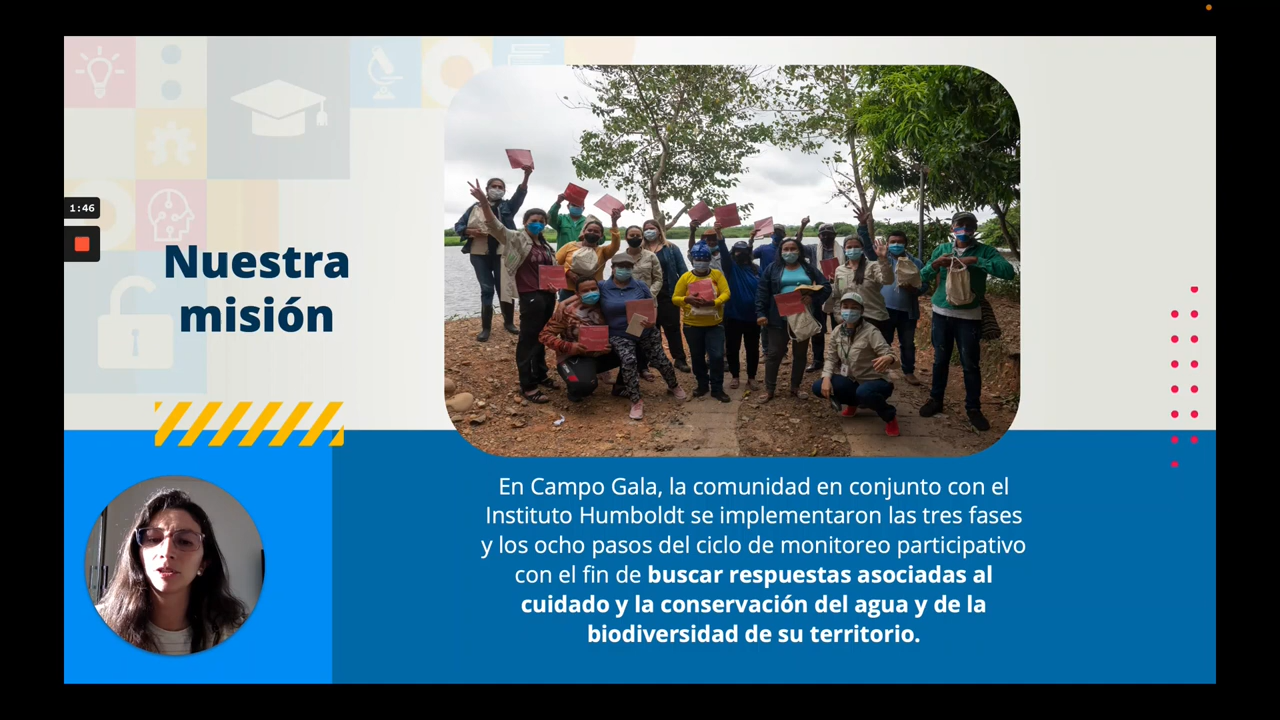 1:46
Nuestra
misión
En Campo Gala, la comunidad en conjunto con el
Instituto Humboldt se implementaron las tres fases
y los ocho pasos del ciclo de monitoreo participativo
con el fin de buscar respuestas asociadas al
cuidado y la conservación del agua y de la
biodiversidad de su territorio.